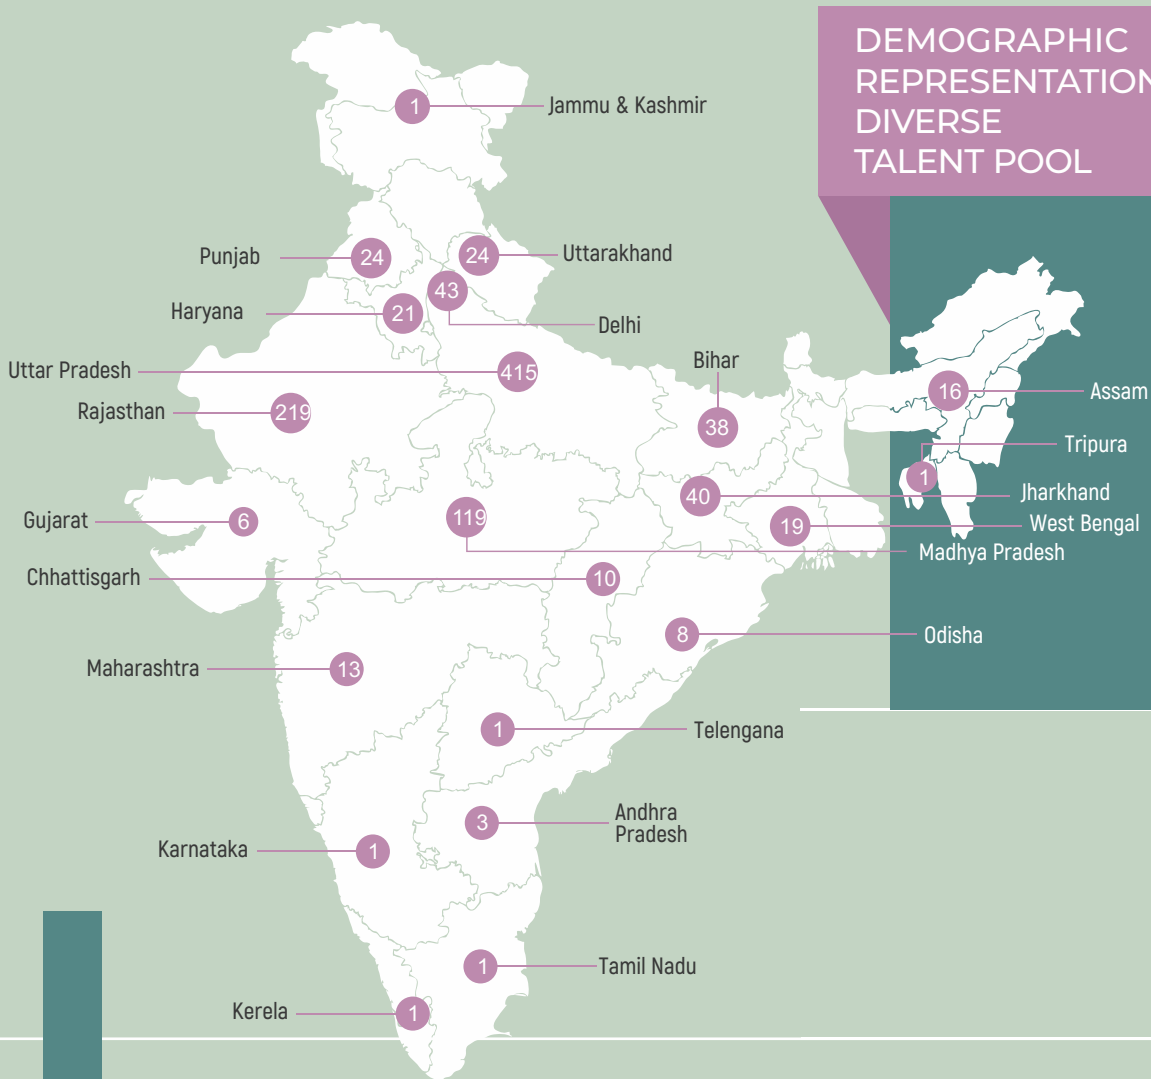 DEMOGRAPHIC
REPRESENTATION
DIVERSE
TALENT POOL
1
Jammu & Kashmir
Punjab
24
24
Uttarakhand
43
Haryana
21
Delhi
Bihar
Uttar Pradesh
415
16
Assam
Rajasthan
219
38
Tripura
1
40
Jharkhand
Gujarat
6
119
19
West Bengal
Madhya Pradesh
Chhattisgarh
10
8
Odisha
Maharashtra
13
1
Telengana
3
Andhra
Pradesh
Karnataka
1
1
Tamil Nadu
Kerela
1